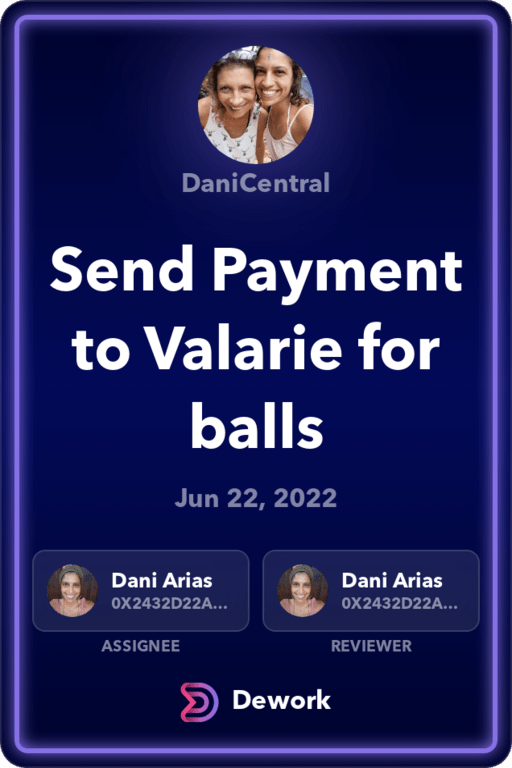 DaniCentral
Send Payment
to Valarie for
balls
Jun 22, 2022
Dani Arias
0X2432D22A...
ASSIGNEE
Dani Arias
0X2432D22A...
REVIEWER
Dework